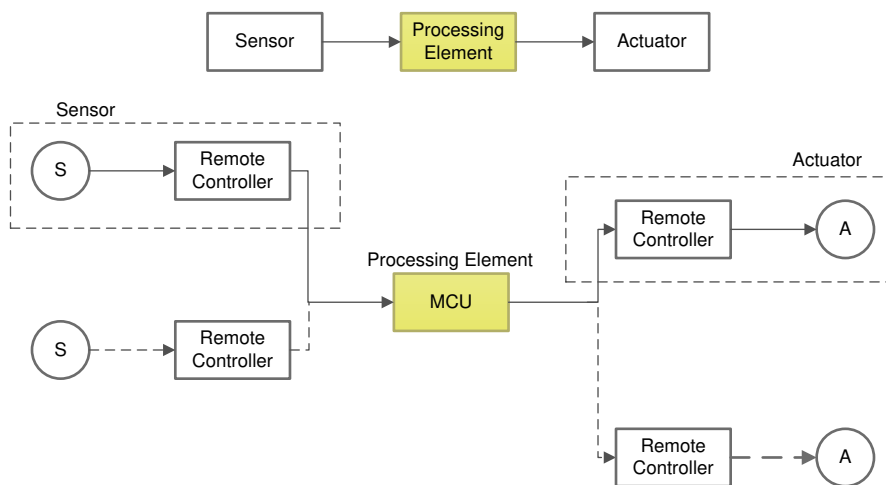 Sensor
Processing
Element
Actuator
Sensor
S
Remote
Controller
Actuator
Remote
Controller
A
Processing Element
MCU
S
Remote
Controller
Remote
Controller
A